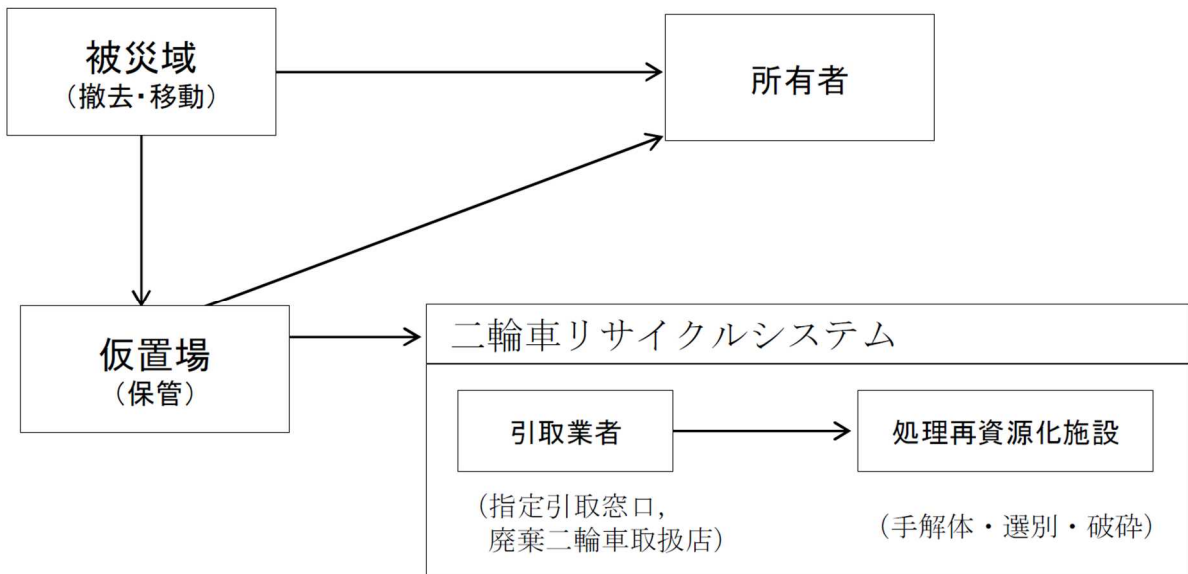 被災域
（撤去・移動）
所有者
仮置場
（保管）
二輪車リサイクルシステム
引取業者
処理再資源化施設
（指定引取窓口，
廃棄二輪車取扱店）
（手解体・選別・破砕）